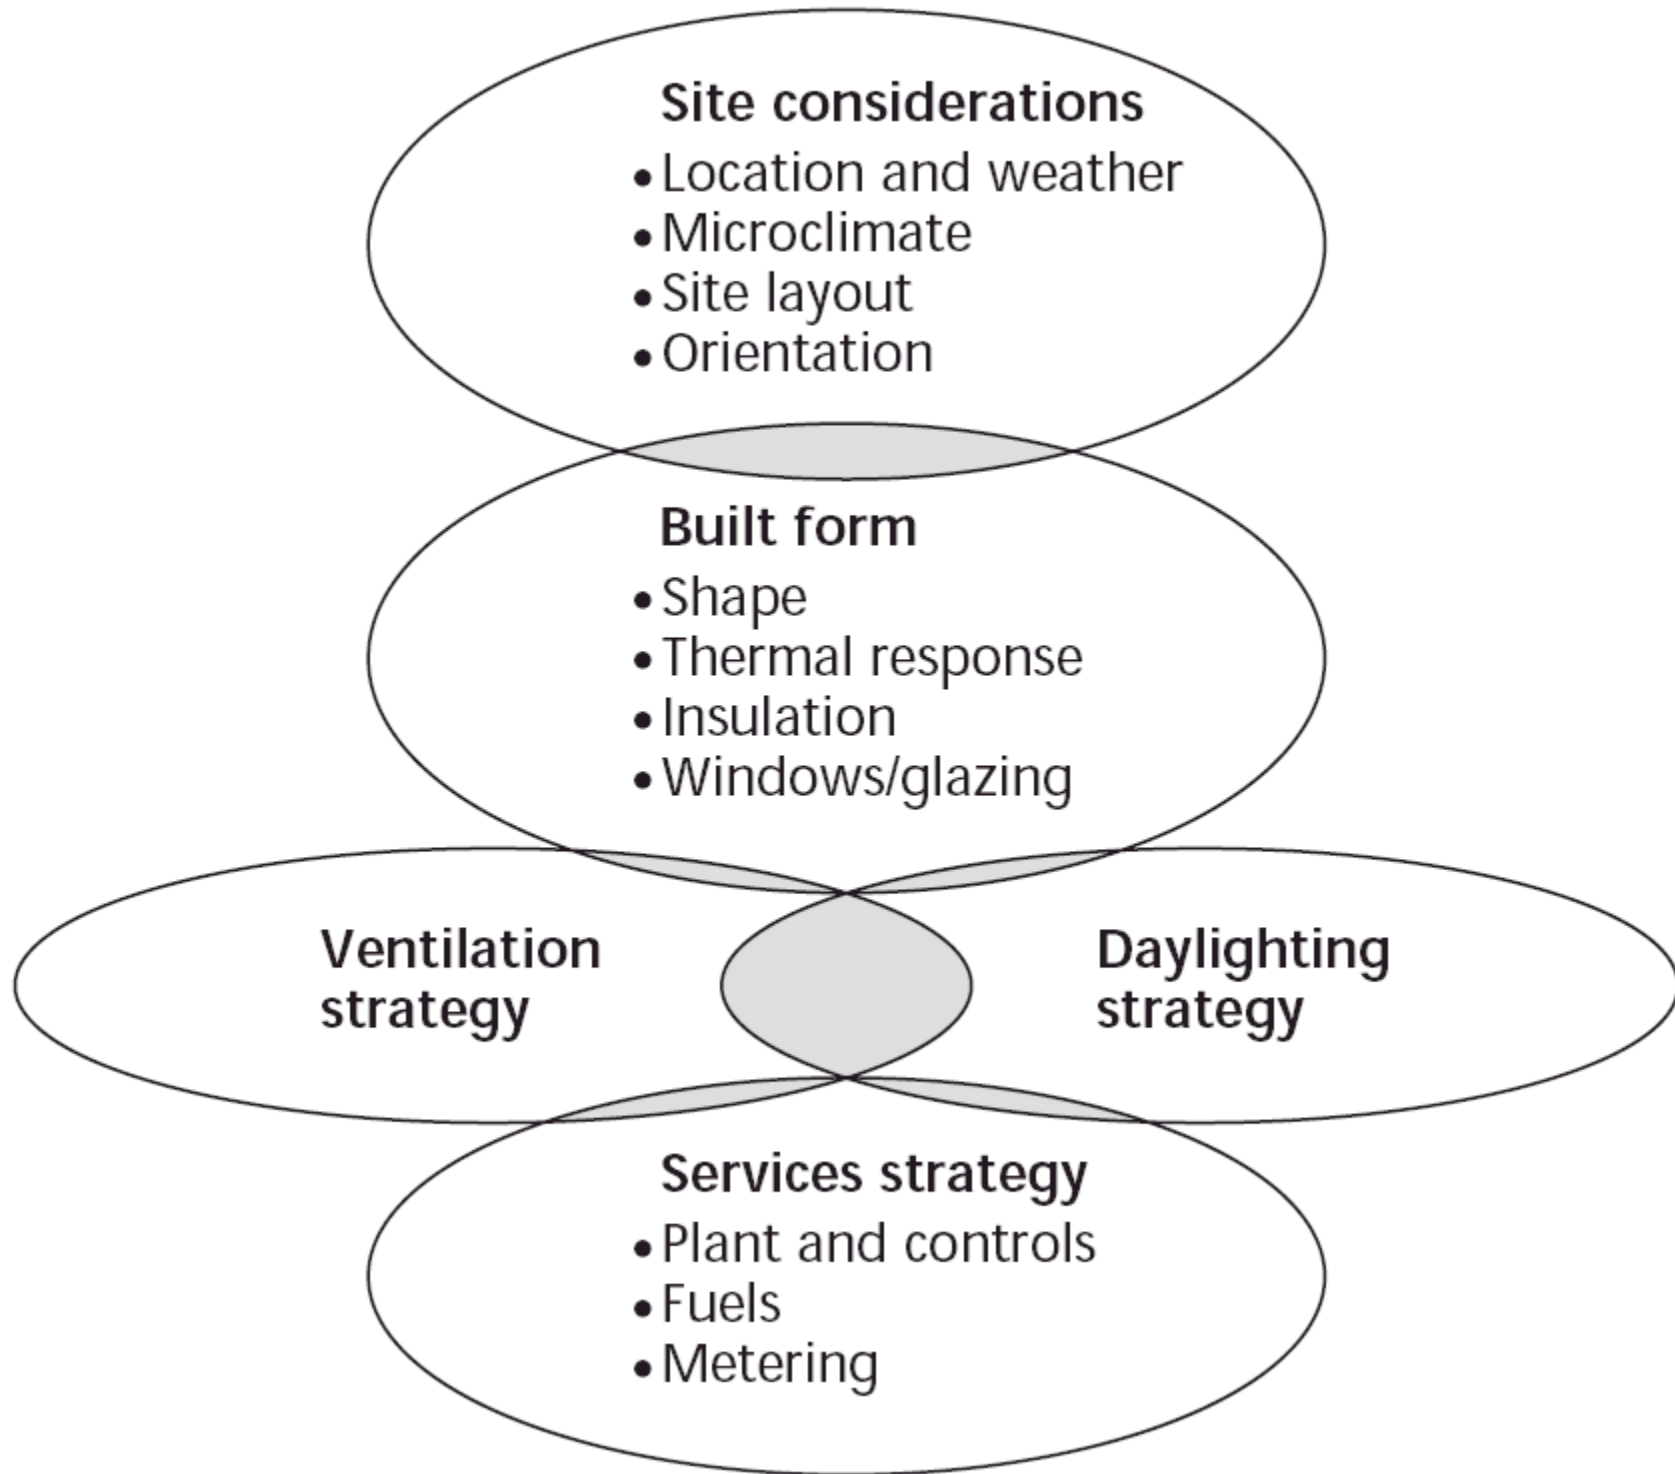 Site considerations
• Location and weather
• Microclimate
• Site layout
• Orientation
Built form
• Shape
• Thermal response
• Insulation
• Windows/glazing
Ventilation
strategy
Daylighting
strategy
Services strategy
• Plant and controls
• Fuels
• Metering